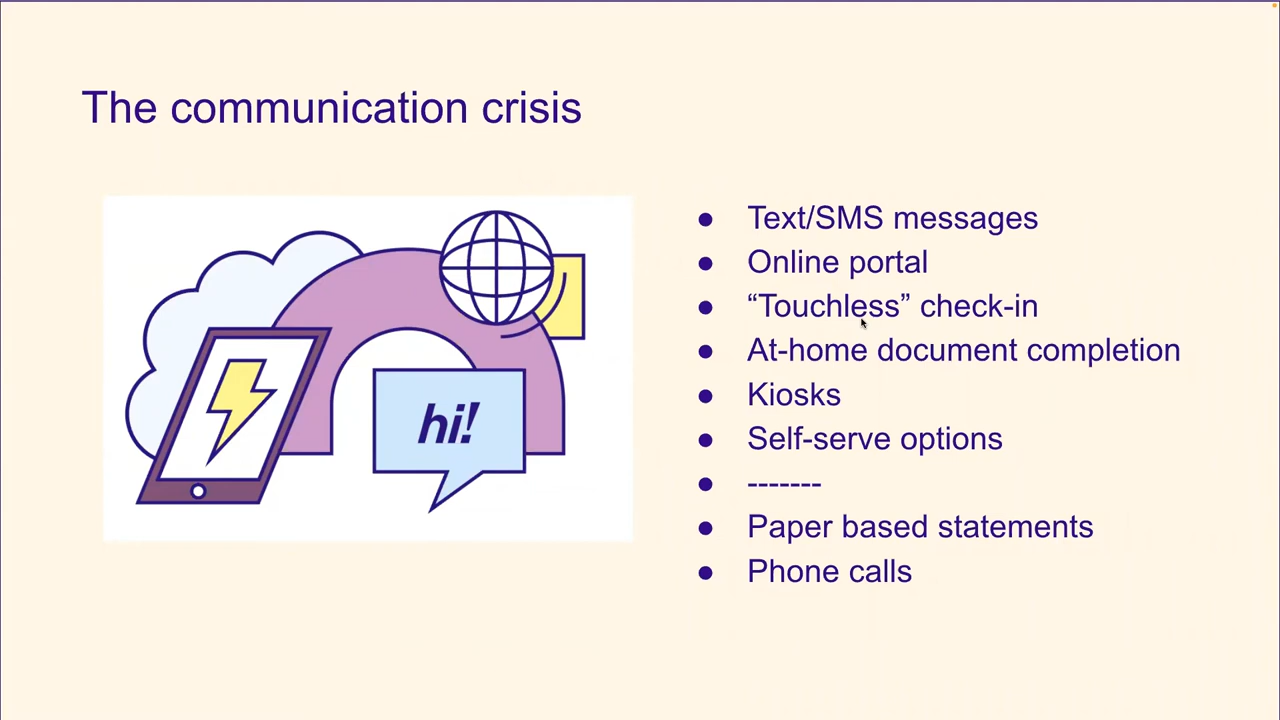 The communication crisis
hi!
● Text/SMS messages
● Online portal
● “Touchless” check-in
● At-home document completion
● Kiosks
● Self-serve options
● -------
● Paper based statements
● Phone calls